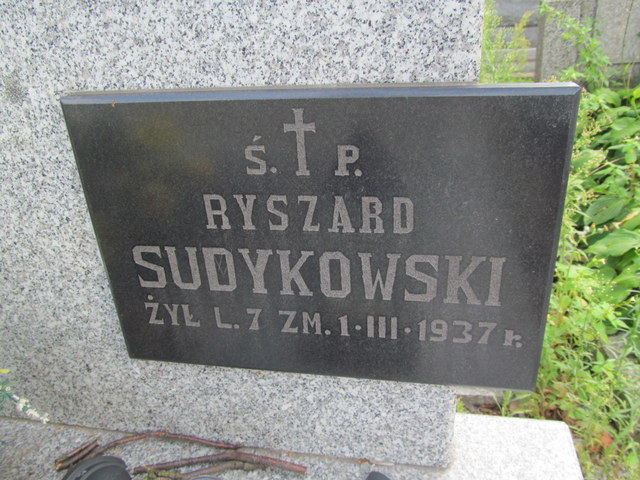 Ś. P.
RYSZARD
SUDYKOWSKI
ŻYŁ L. 7 ZM. 1·III·1937 r.